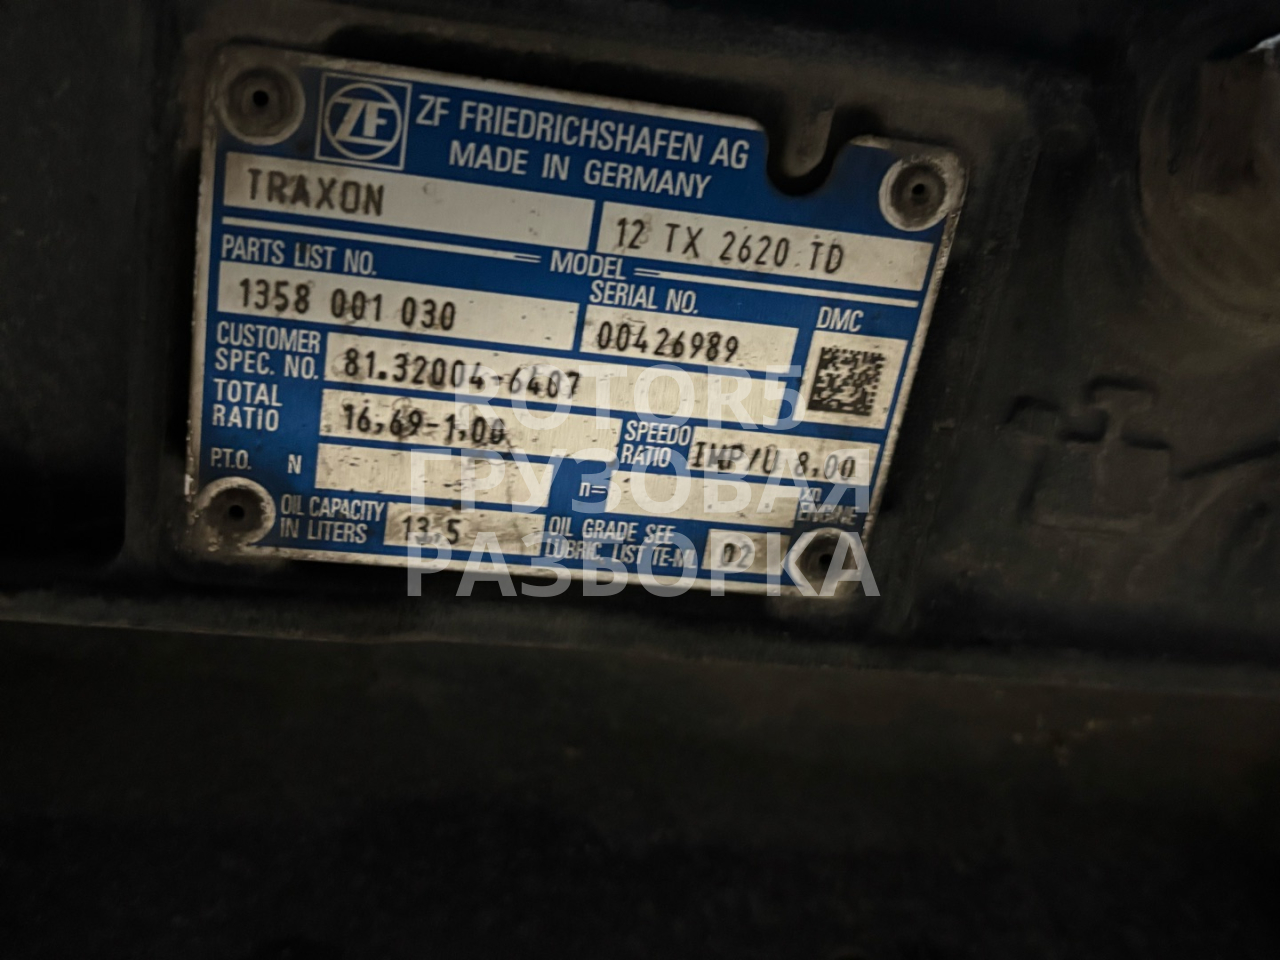 ZF
ZF FRIEDRICHSHAFEN AG
MADE IN GERMANY
TRAXON
12 TX 2620 TD
MODEL
PARTS LIST NO.
SERIAL NO.
DMC
1358 001 030
00426989
CUSTOMER
SPEC. NO.
81.32004-6407
TOTAL
RATIO
16,69-1,00
SPEEDO
RATIO
IMP/U 8,00
P.T.O. N
n=
Xn
ENGINE
OIL CAPACITY
IN LITERS
13,5
OIL GRADE SEE
LUBRIC. LIST TE-ML
02
ROTOR5
ГРУЗОВАЯ
РАЗБОРКА